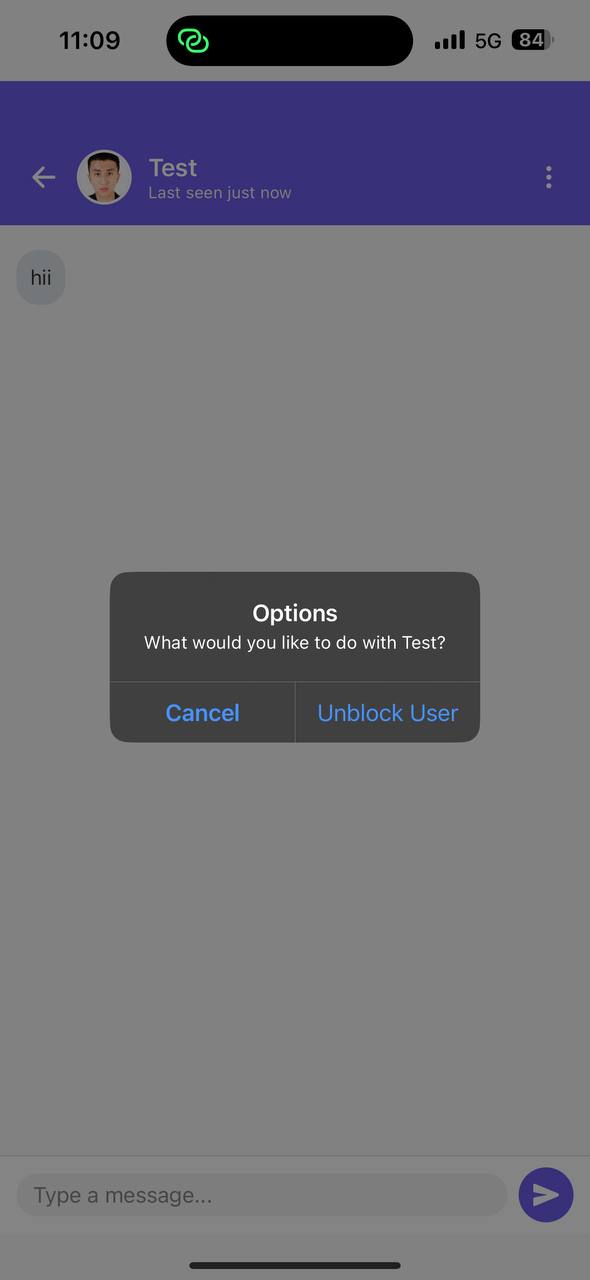 11:09
5G
84
Test
Last seen just now
hii
Options
What would you like to do with Test?
Cancel
Unblock User
Type a message...